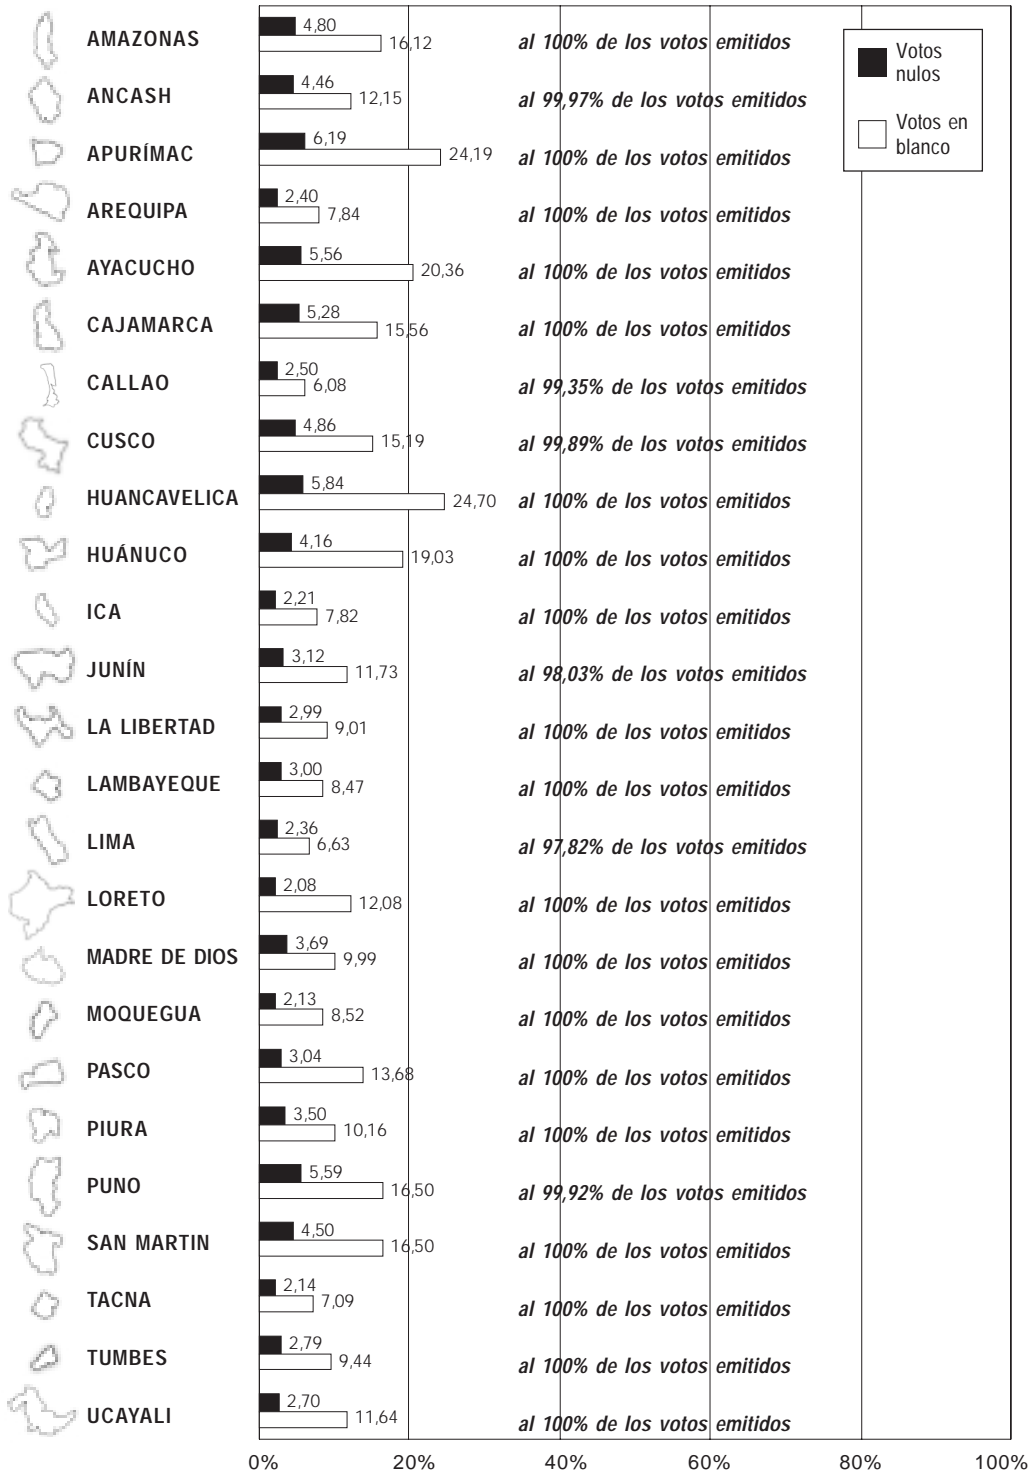 Votos
nulos
Votos en
blanco
AMAZONAS 4,80
16,12 al 100% de los votos emitidos
ANCASH 4,46
12,15 al 99,97% de los votos emitidos
APURÍMAC 6,19
24,19 al 100% de los votos emitidos
AREQUIPA 2,40
7,84 al 100% de los votos emitidos
AYACUCHO 5,56
20,36 al 100% de los votos emitidos
CAJAMARCA 5,28
15,56 al 100% de los votos emitidos
CALLAO 2,50
6,08 al 99,35% de los votos emitidos
CUSCO 4,86
15,19 al 99,89% de los votos emitidos
HUANCAVELICA 5,84
24,70 al 100% de los votos emitidos
HUÁNUCO 4,16
19,03 al 100% de los votos emitidos
ICA 2,21
7,82 al 100% de los votos emitidos
JUNÍN 3,12
11,73 al 98,03% de los votos emitidos
LA LIBERTAD 2,99
9,01 al 100% de los votos emitidos
LAMBAYEQUE 3,00
8,47 al 100% de los votos emitidos
LIMA 2,36
6,63 al 97,82% de los votos emitidos
LORETO 2,08
12,08 al 100% de los votos emitidos
MADRE DE DIOS 3,69
9,99 al 100% de los votos emitidos
MOQUEGUA 2,13
8,52 al 100% de los votos emitidos
PASCO 3,04
13,68 al 100% de los votos emitidos
PIURA 3,50
10,16 al 100% de los votos emitidos
PUNO 5,59
16,50 al 99,92% de los votos emitidos
SAN MARTIN 4,50
16,50 al 100% de los votos emitidos
TACNA 2,14
7,09 al 100% de los votos emitidos
TUMBES 2,79
9,44 al 100% de los votos emitidos
UCAYALI 2,70
11,64 al 100% de los votos emitidos
0% 20% 40% 60% 80% 100%